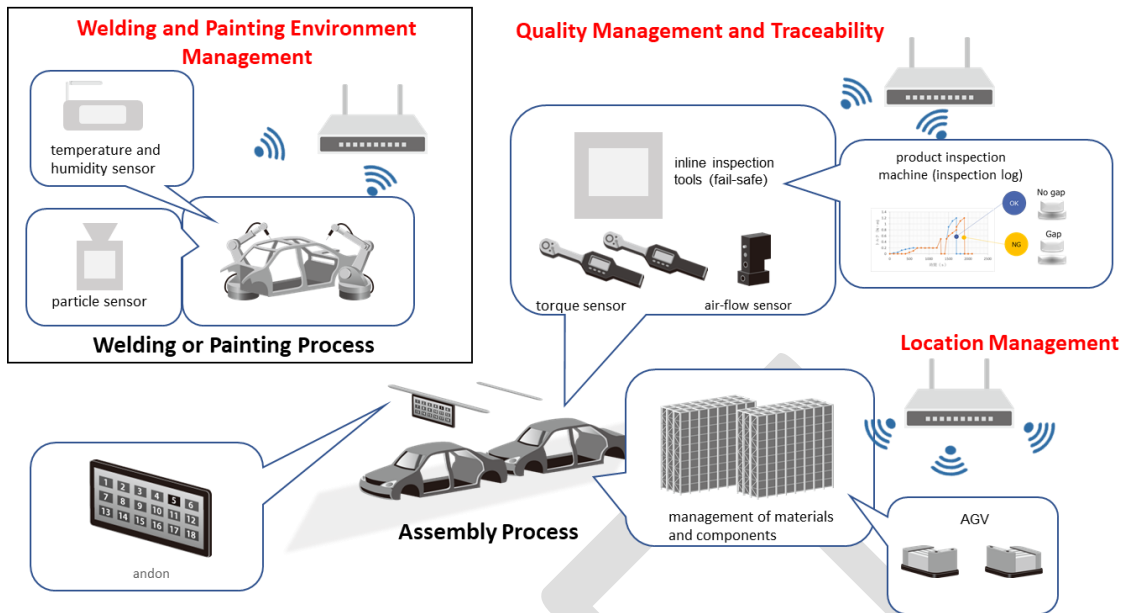 Welding and Painting Environment
Management
temperature and
humidity sensor
particle sensor
Welding or Painting Process
Quality Management and Traceability
inline inspection
tools (fail-safe)
torque sensor
air-flow sensor
product inspection
machine (inspection log)
OK
No gap
NG
Gap
Location Management
management of materials
and components
AGV
Assembly Process
1 2 3 4 5 6
7 8 9 10 11 12
13 14 15 16 17 18
andon